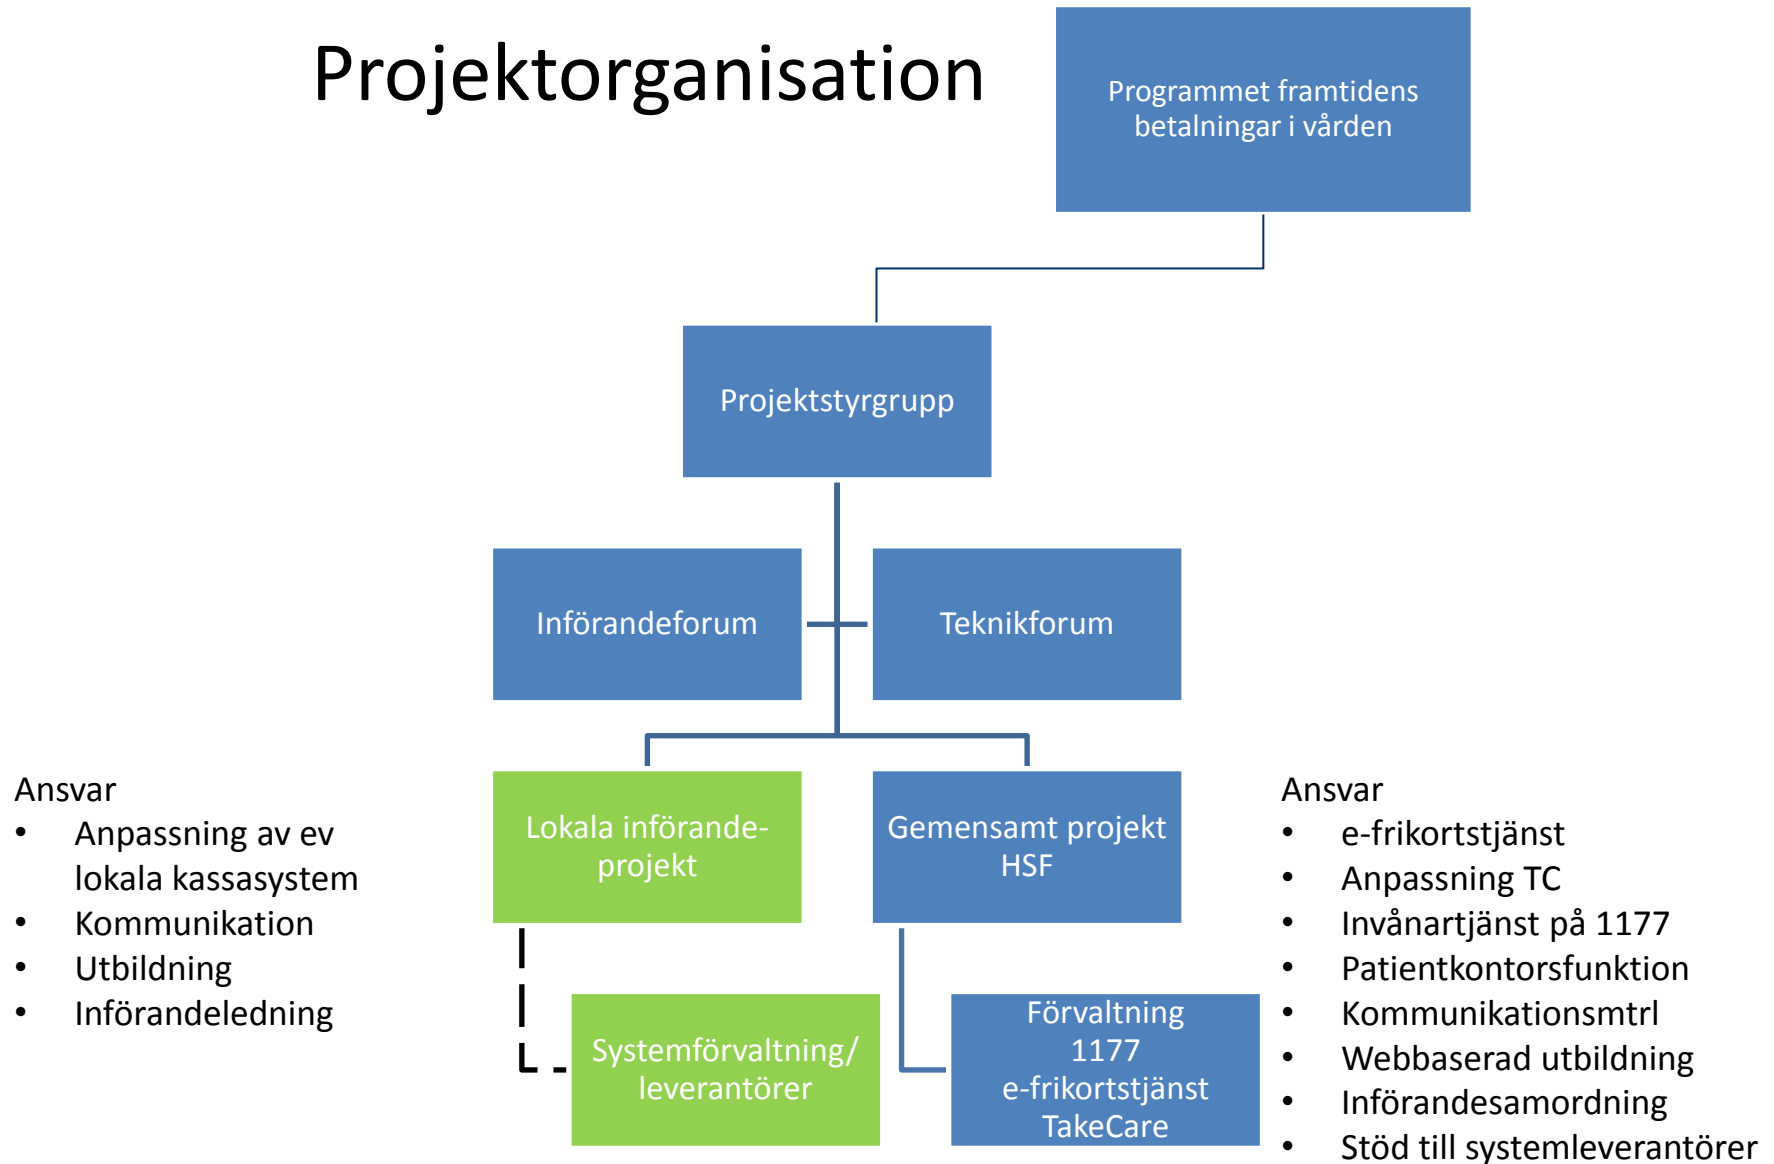 Projektorganisation
Programmet framtidens
betalningar i vården
Projektstyrgrupp
Införandeforum
Teknikforum
Lokala införande-
projekt
Gemensamt projekt
HSF
Systemförvaltning/
leverantörer
Förvaltning
1177
e-frikortstjänst
TakeCare
Ansvar
• Anpassning av ev
lokala kassasystem
• Kommunikation
• Utbildning
• Införandeledning
Ansvar
• e-frikortstjänst
• Anpassning TC
• Invånartjänst på 1177
• Patientkontorsfunktion
• Kommunikationsmtrl
• Webbaserad utbildning
• Införandesamordning
• Stöd till systemleverantörer